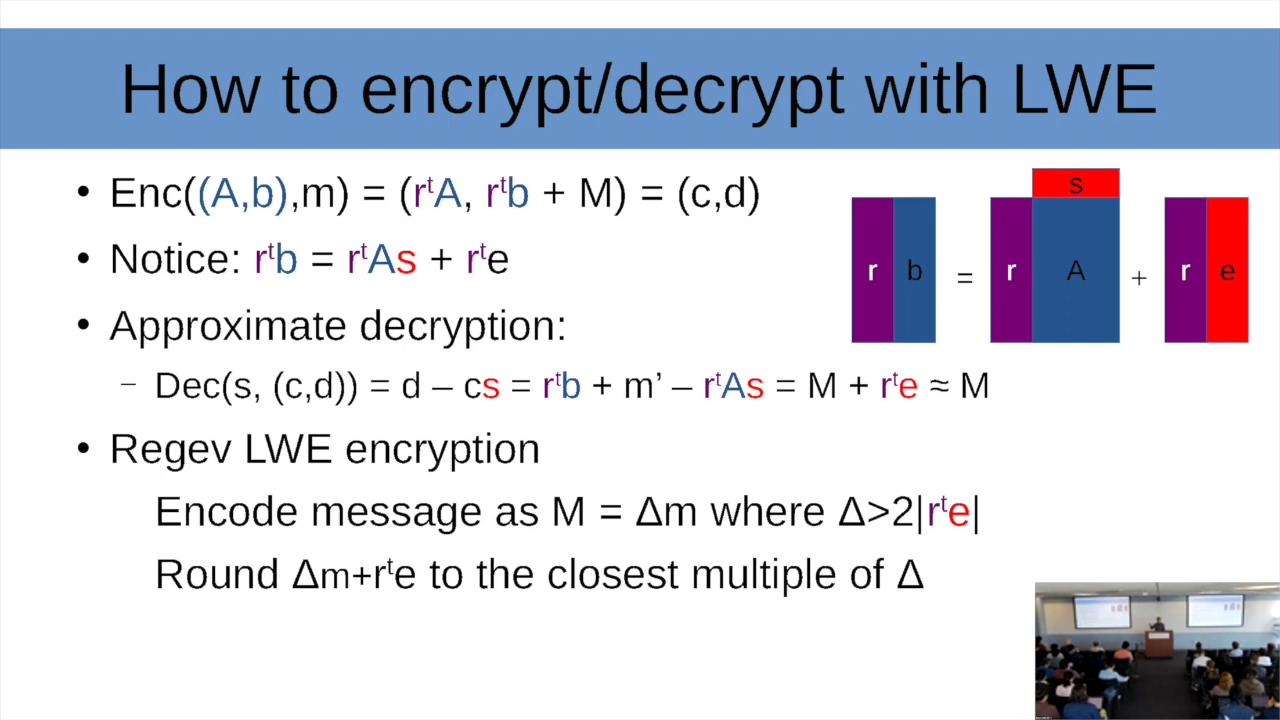 How to encrypt/decrypt with LWE
• Enc((A,b),m) = (rᵗA, rᵗb + M) = (c,d)
• Notice: rᵗb = rᵗAs + rᵗe
• Approximate decryption:
– Dec(s, (c,d)) = d – cs = rᵗb + m’ – rᵗAs = M + rᵗe ≈ M
• Regev LWE encryption
Encode message as M = Δm where Δ>2|rᵗe|
Round Δm+rᵗe to the closest multiple of Δ
s
r b = r A + r e